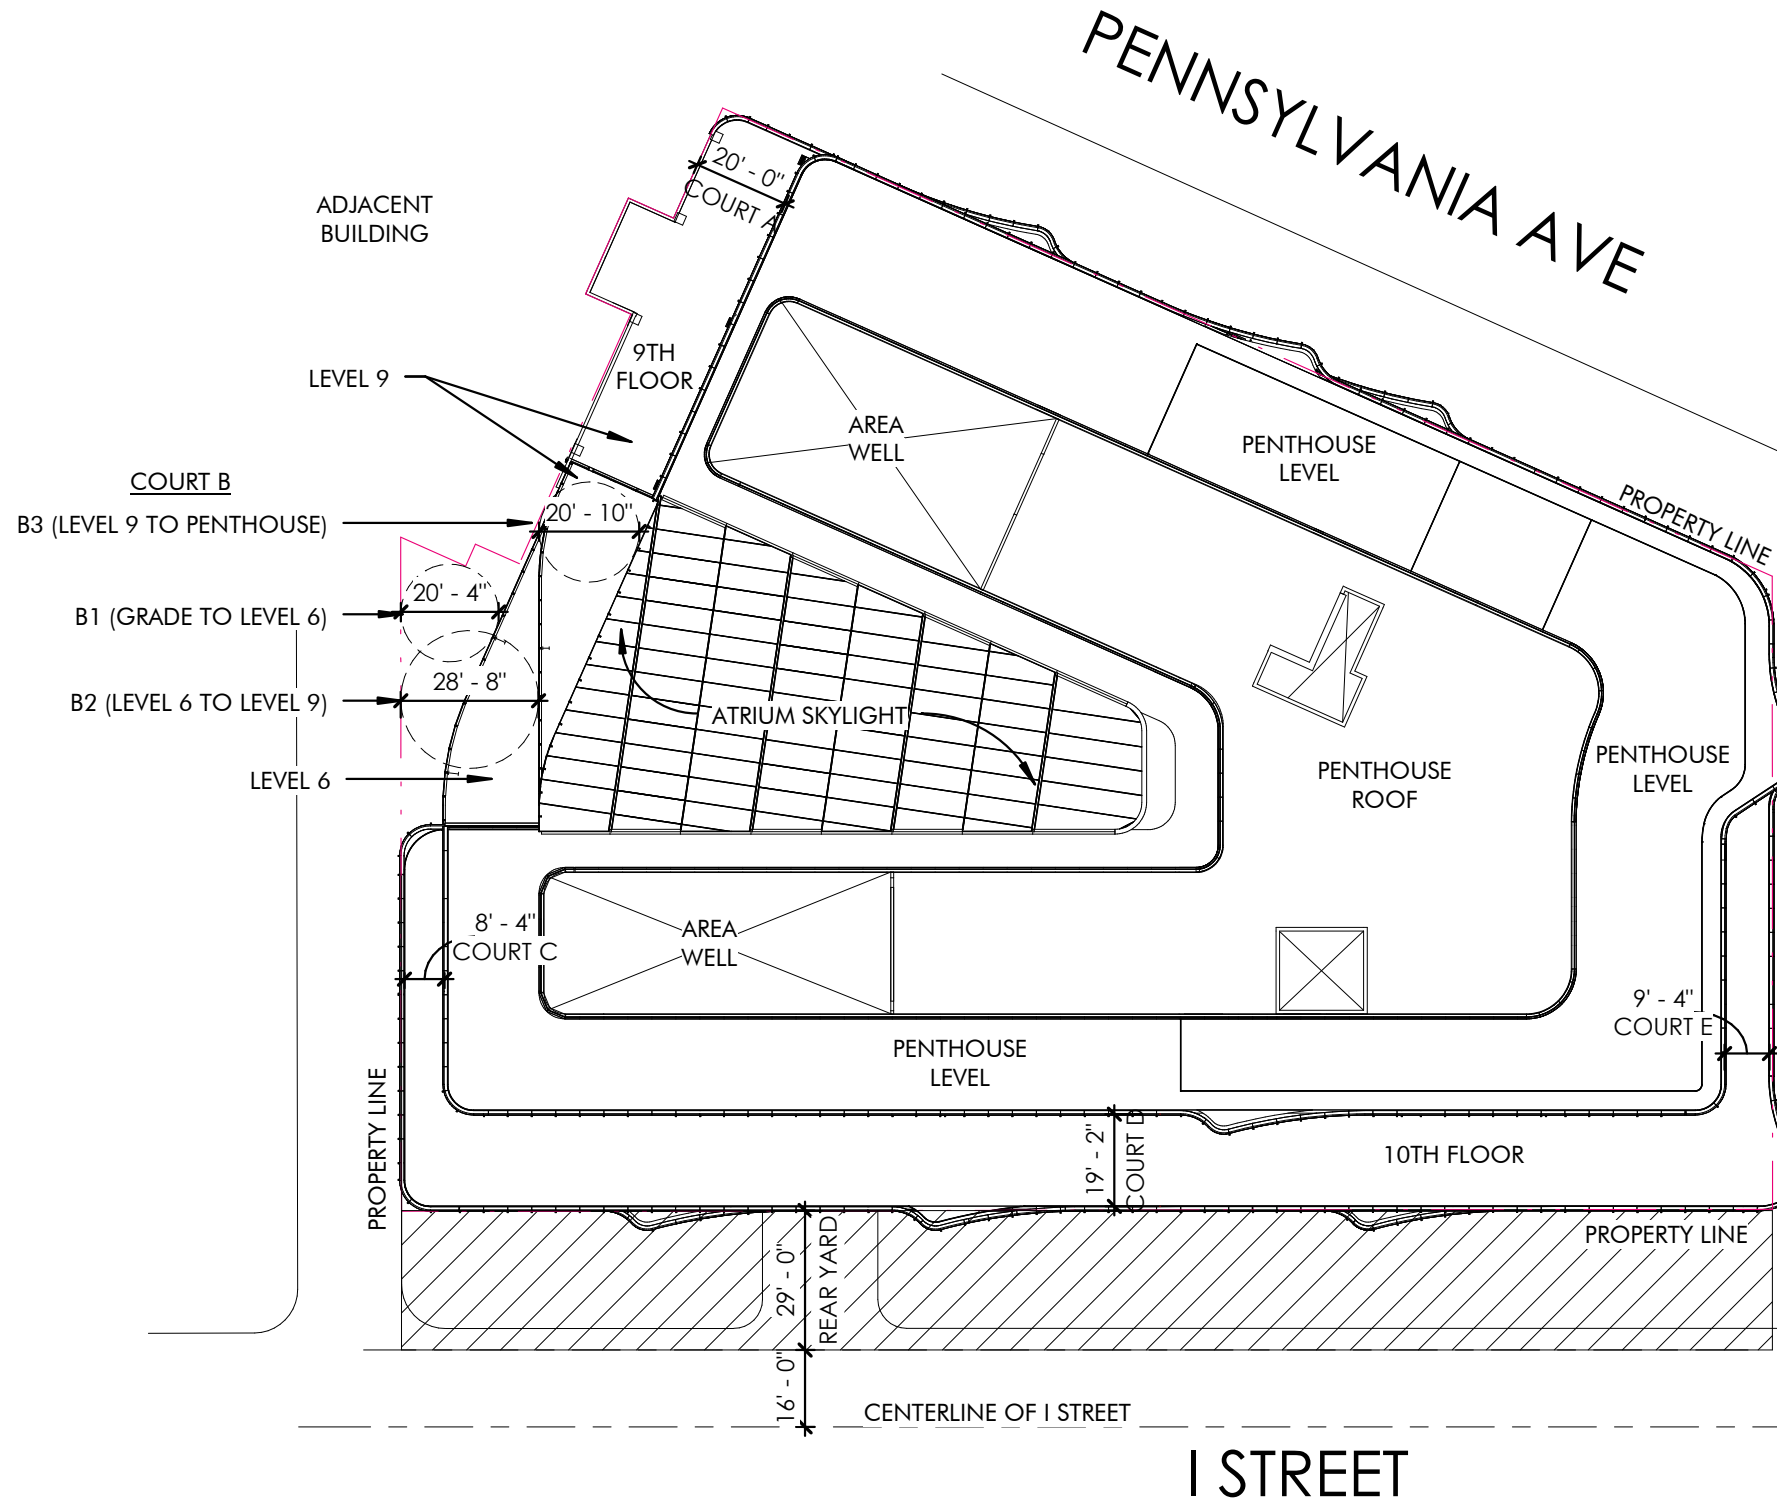 PENNSYLVANIA AVE
20' - 0"
COURT A
ADJACENT
BUILDING
9TH
FLOOR
LEVEL 9
AREA
WELL
PENTHOUSE
LEVEL
COURT B
B3 (LEVEL 9 TO PENTHOUSE)
20' - 10"
PROPERTY LINE
20' - 4"
B1 (GRADE TO LEVEL 6)
28' - 8"
B2 (LEVEL 6 TO LEVEL 9)
ATRIUM SKYLIGHT
LEVEL 6
PENTHOUSE
ROOF
PENTHOUSE
LEVEL
8' - 4"
COURT C
AREA
WELL
9' - 4"
COURT E
PENTHOUSE
LEVEL
PROPERTY LINE
19' - 2"
COURT D
10TH FLOOR
PROPERTY LINE
29' - 0"
REAR YARD
16' - 0"
CENTERLINE OF I STREET
I STREET